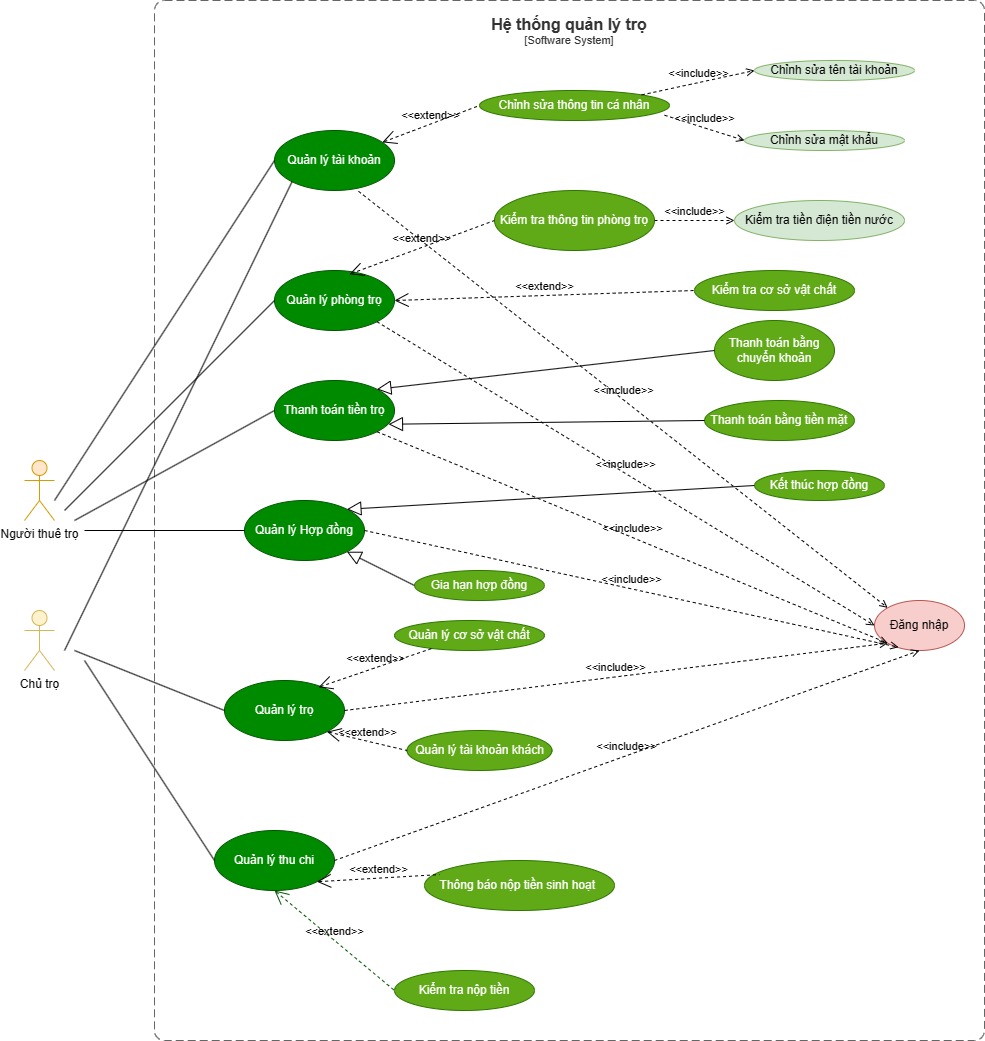 Hệ thống quản lý trọ
[Software System]
<<include>>
Chỉnh sửa tên tài khoản
Chỉnh sửa thông tin cá nhân
<<extend>>
<<include>>
Chỉnh sửa mật khẩu
Quản lý tài khoản
Kiểm tra thông tin phòng trọ
<<include>>
Kiểm tra tiền điện tiền nước
<<extend>>
Quản lý phòng trọ
<<extend>>
Kiểm tra cơ sở vật chất
Thanh toán bằng
chuyển khoản
<<include>>
Thanh toán tiền trọ
Thanh toán bằng tiền mặt
<<include>>
Kết thúc hợp đồng
Người thuê trọ
Quản lý Hợp đồng
<<include>>
<<include>>
Gia hạn hợp đồng
Đăng nhập
Quản lý cơ sở vật chất
<<extend>>
<<include>>
Chủ trọ
Quản lý trọ
<<extend>>
Quản lý tài khoản khách
<<include>>
Quản lý thu chi
<<extend>>
Thông báo nộp tiền sinh hoạt
<<extend>>
Kiểm tra nộp tiền